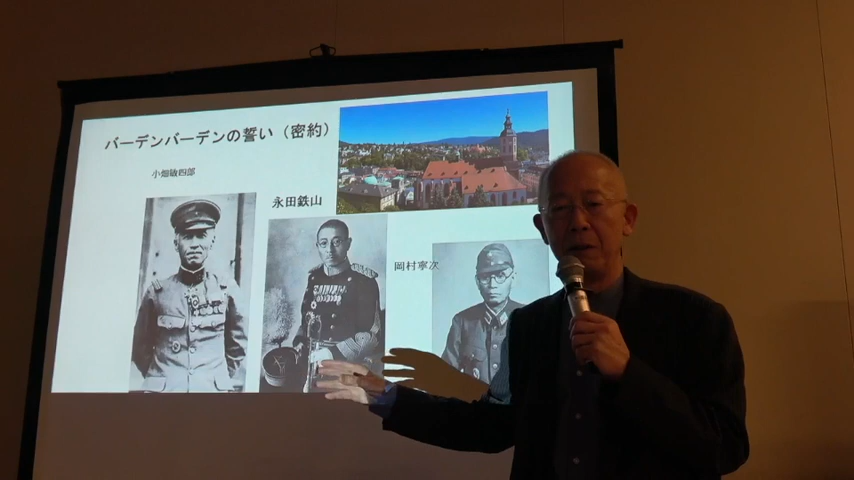 バーデンバーデンの誓い（密約）
小畑敏四郎
永田鉄山
岡村寧次